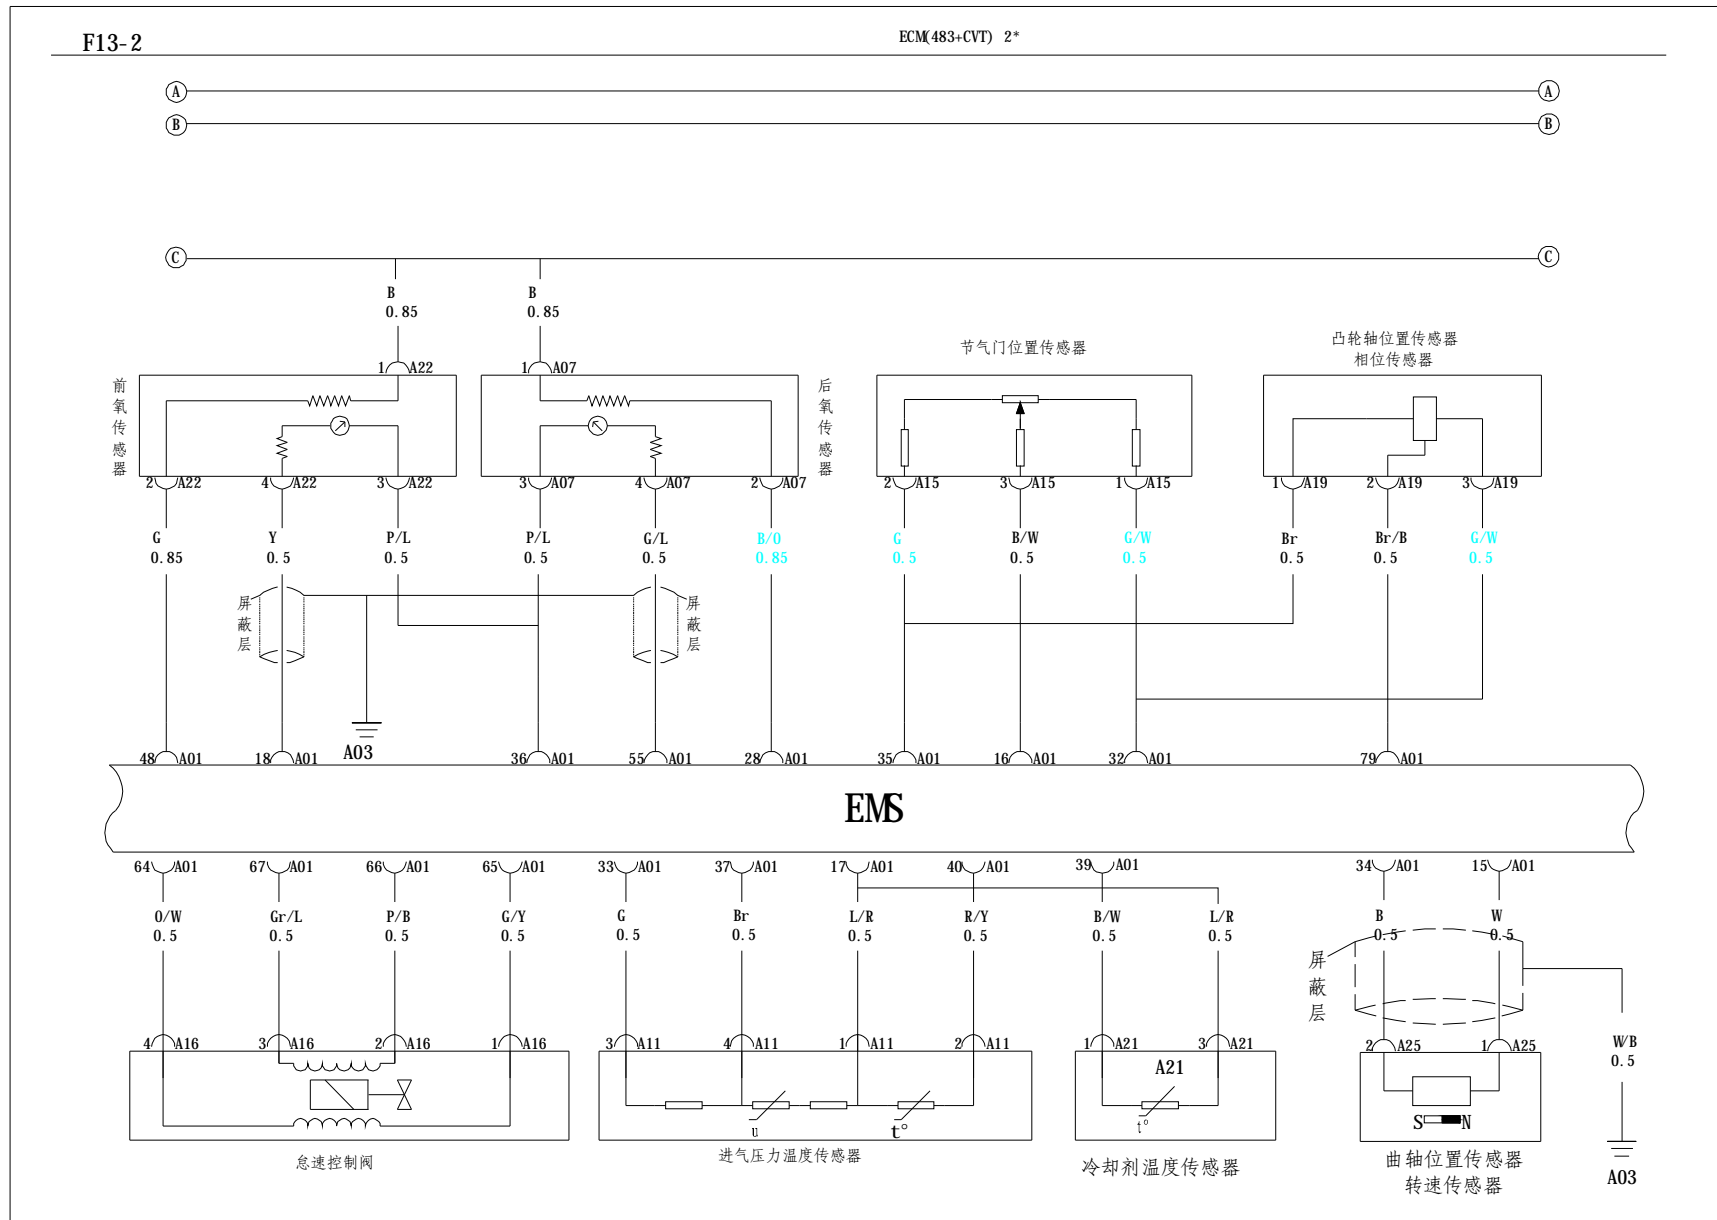 F13-2
ECM(483+CVT) 2*
A A
B B
C C
B
0.85
B
0.85
节气门位置传感器
凸轮轴位置传感器
相位传感器
1 A22
1 A07
前氧传感器
后氧传感器
2 A22
4 A22
3 A22
3 A07
4 A07
2 A07
2 A15
3 A15
1 A15
1 A19
2 A19
3 A19
G
0.85
Y
0.5
P/L
0.5
P/L
0.5
G/L
0.5
B/O
0.85
G
0.5
B/W
0.5
G/W
0.5
Br
0.5
Br/B
0.5
G/W
0.5
屏蔽层
屏蔽层
A03
48 A01
18 A01
36 A01
55 A01
28 A01
35 A01
16 A01
32 A01
79 A01
EMS
64 A01
67 A01
66 A01
65 A01
33 A01
37 A01
17 A01
40 A01
39 A01
34 A01
15 A01
O/W
0.5
Gr/L
0.5
P/B
0.5
G/Y
0.5
G
0.5
Br
0.5
L/R
0.5
R/Y
0.5
B/W
0.5
L/R
0.5
B
0.5
W
0.5
屏蔽层
W/B
0.5
4 A16
3 A16
2 A16
1 A16
3 A11
4 A11
1 A11
2 A11
1 A21
3 A21
2 A25
1 A25
A21
u
t°
t°
S N
怠速控制阀
进气压力温度传感器
冷却剂温度传感器
曲轴位置传感器
转速传感器
A03